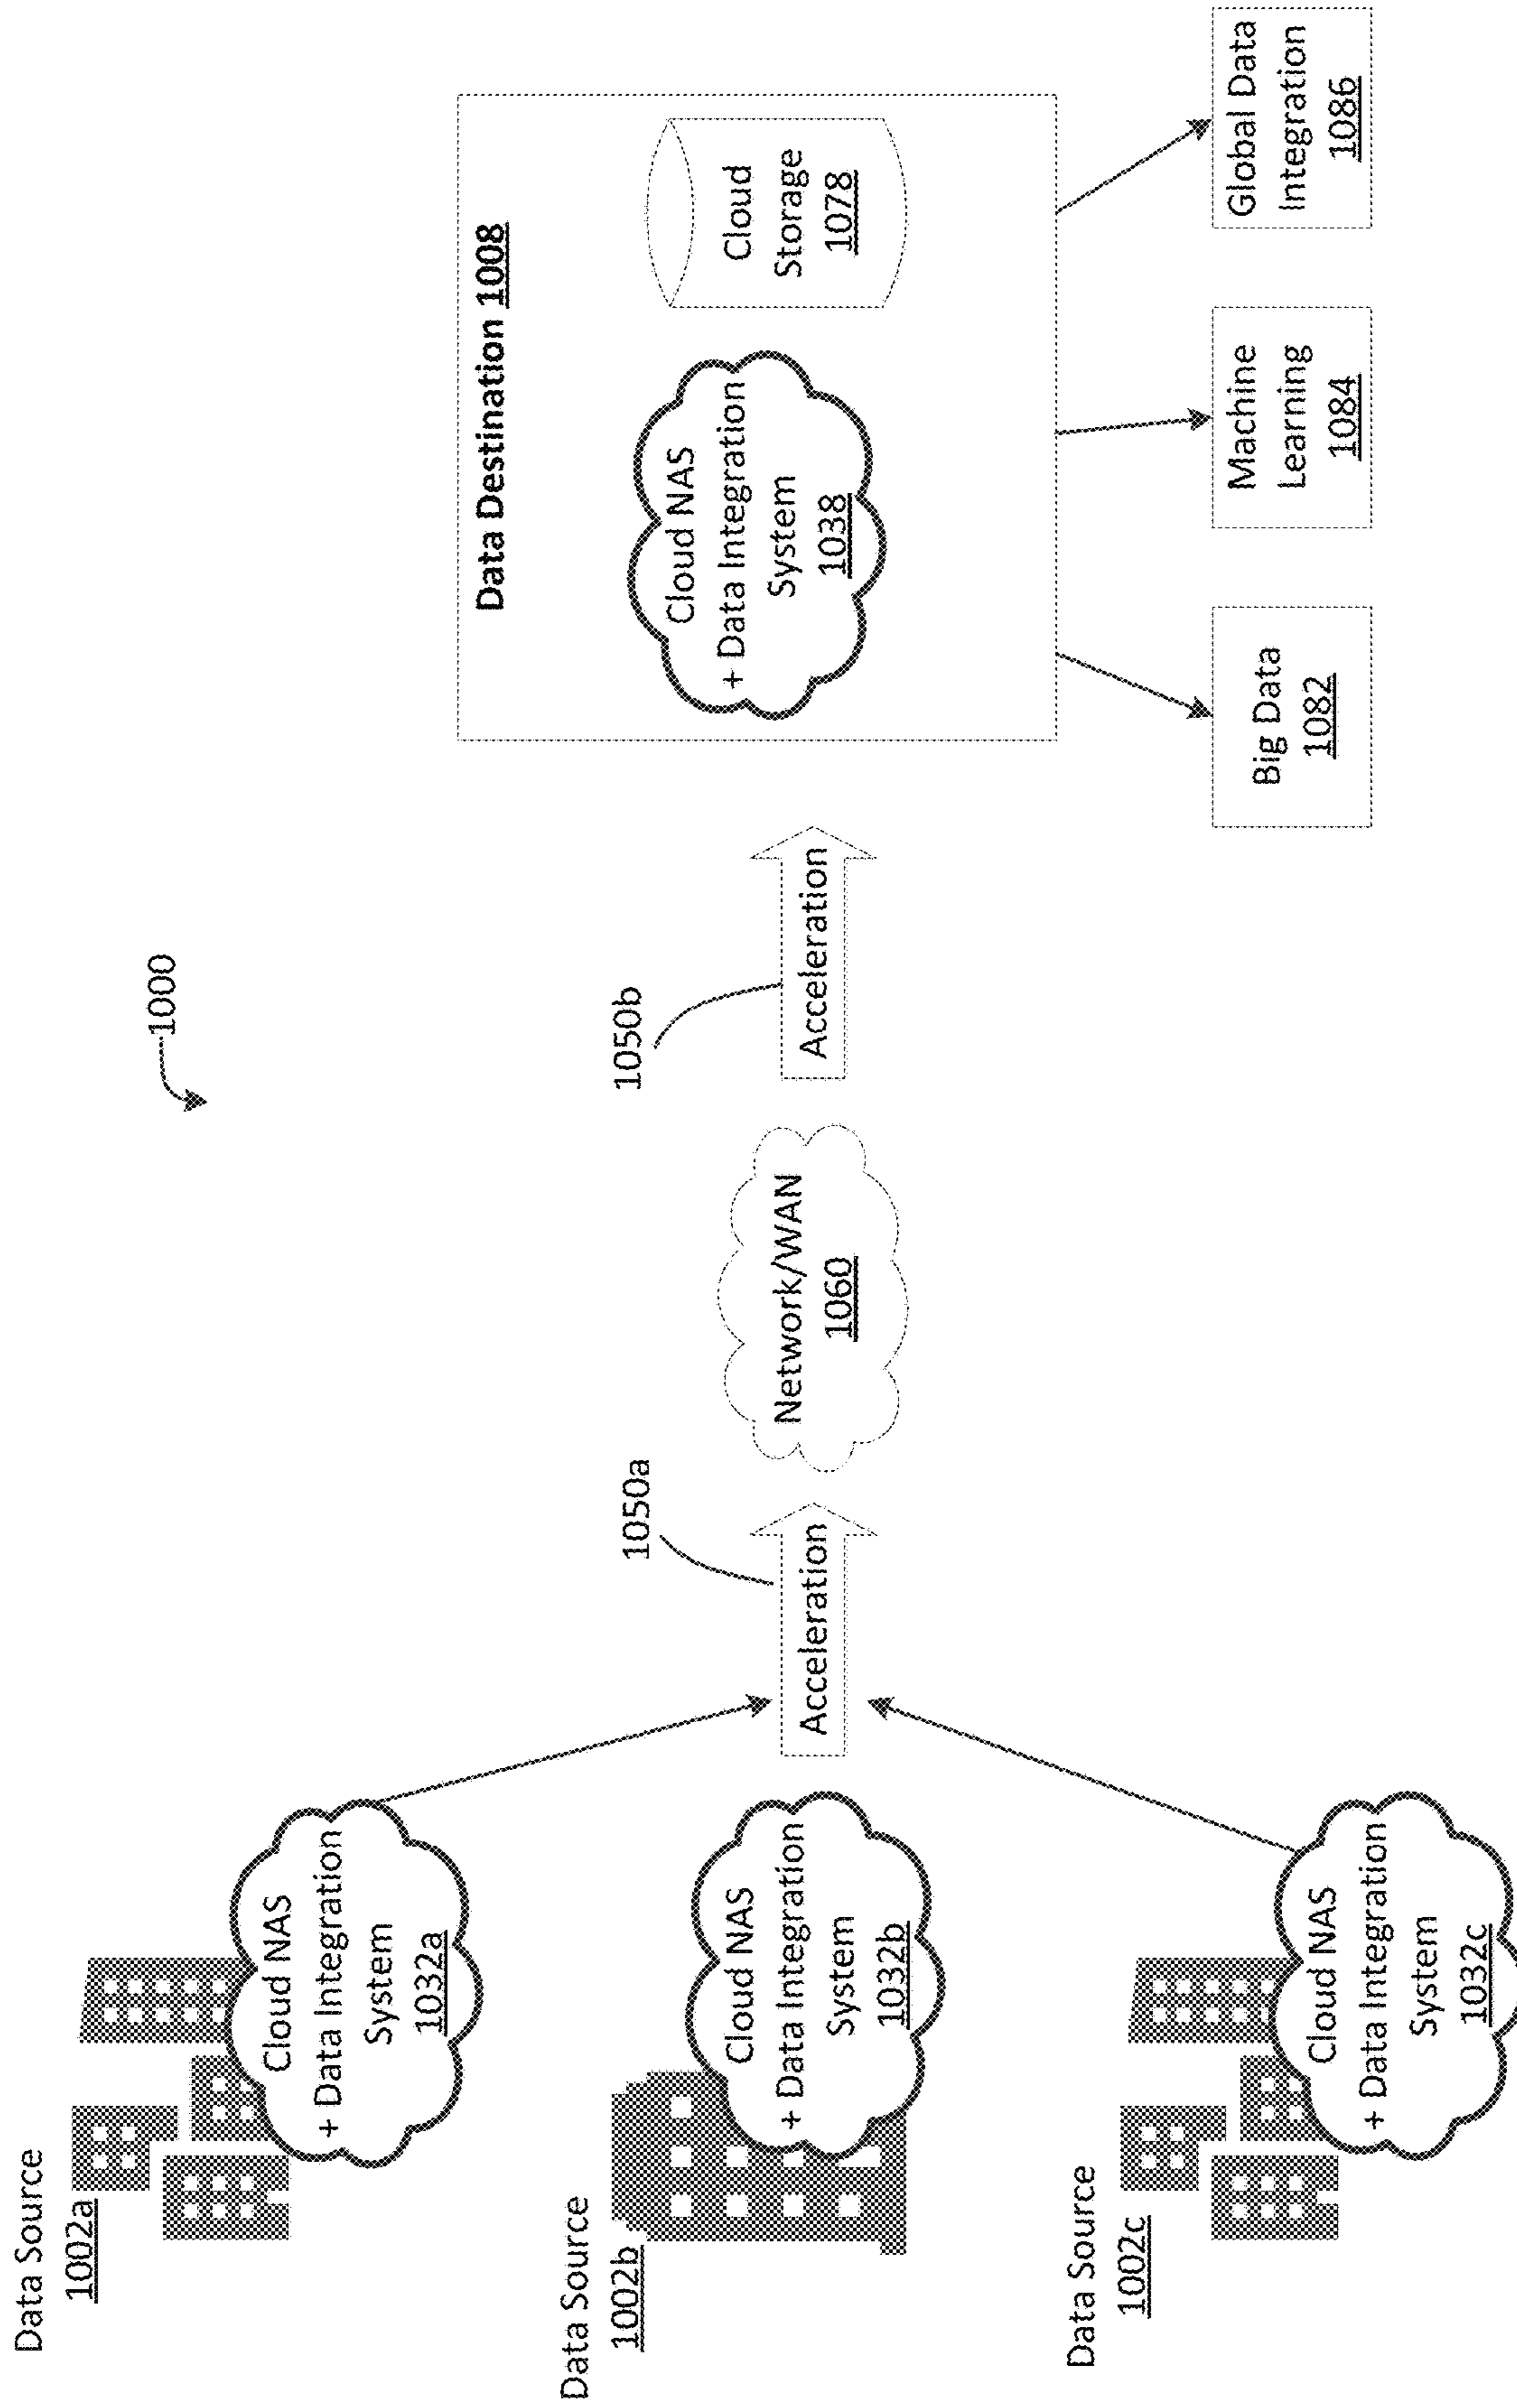 1000
Data Source
1002a
Cloud NAS
+ Data Integration
System
1032a
Data Source
1002b
Cloud NAS
+ Data Integration
System
1032b
Data Source
1002c
Cloud NAS
+ Data Integration
System
1032c
1050a
Acceleration
Network/WAN
1060
1050b
Acceleration
Data Destination 1008
Cloud NAS
+ Data Integration
System
1038
Cloud
Storage
1078
Big Data
1082
Machine
Learning
1084
Global Data
Integration
1086